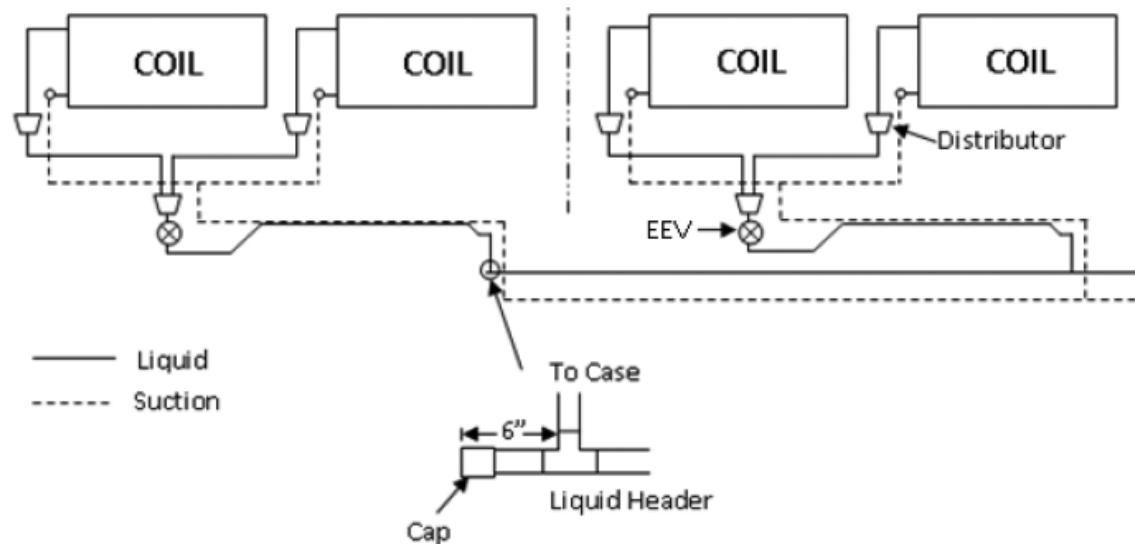 COIL
COIL
COIL
COIL
Distributor
EEV
Liquid
Suction
To Case
6”
Liquid Header
Cap